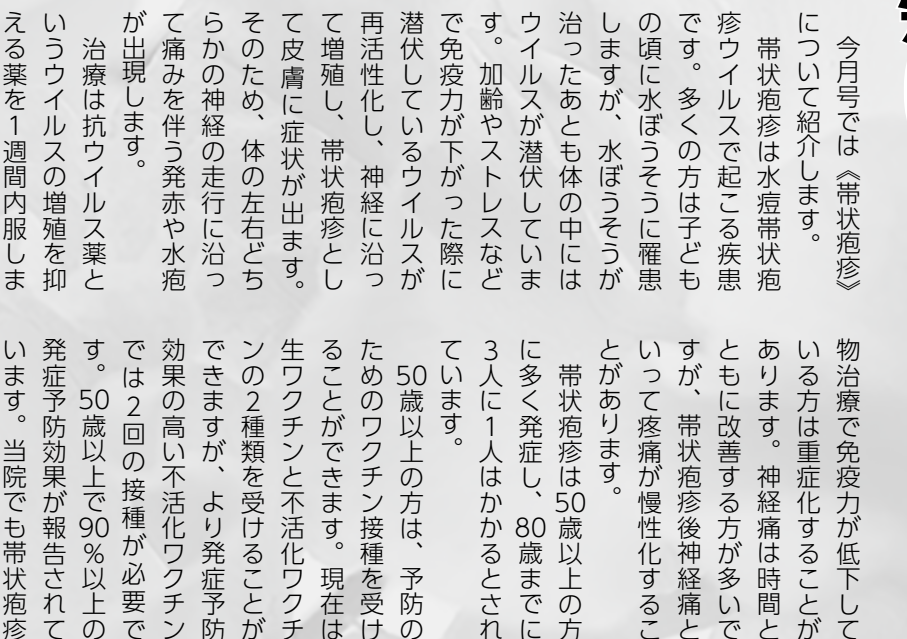 今月号では《帯状疱疹》
について紹介します。
帯状疱疹は水痘帯状疱
疹ウイルスで起こる疾患
です。多くの方は子ども
の頃に水ぼうそうに罹患
しますが、水ぼうそうが
治ったあとも体の中には
ウイルスが潜伏していま
す。加齢やストレスなど
で免疫力が下がった際に
潜伏しているウイルスが
再活性化し、神経に沿っ
て増殖し、帯状疱疹とし
て皮膚に症状が出ます。
そのため、体の左右どち
らかの神経の走行に沿っ
て痛みを伴う発赤や水疱
が出現します。
治療は抗ウイルス薬と
いうウイルスの増殖を抑
える薬を1週間内服しま
物治療で免疫力が低下して
いる方は重症化することが
あります。神経痛は時間と
ともに改善する方が多いで
すが、帯状疱疹後神経痛と
いって疼痛が慢性化するこ
とがあります。
帯状疱疹は50歳以上の方
に多く発症し、80歳までに
3人に1人はかかるとされ
ています。
50歳以上の方は、予防の
ためのワクチン接種を受け
ることができます。現在は
生ワクチンと不活化ワクチ
ンの2種類を受けることが
できますが、より発症予防
効果の高い不活化ワクチン
では2回の接種が必要で
す。50歳以上で90%以上の
発症予防効果が報告されて
います。当院でも帯状疱疹